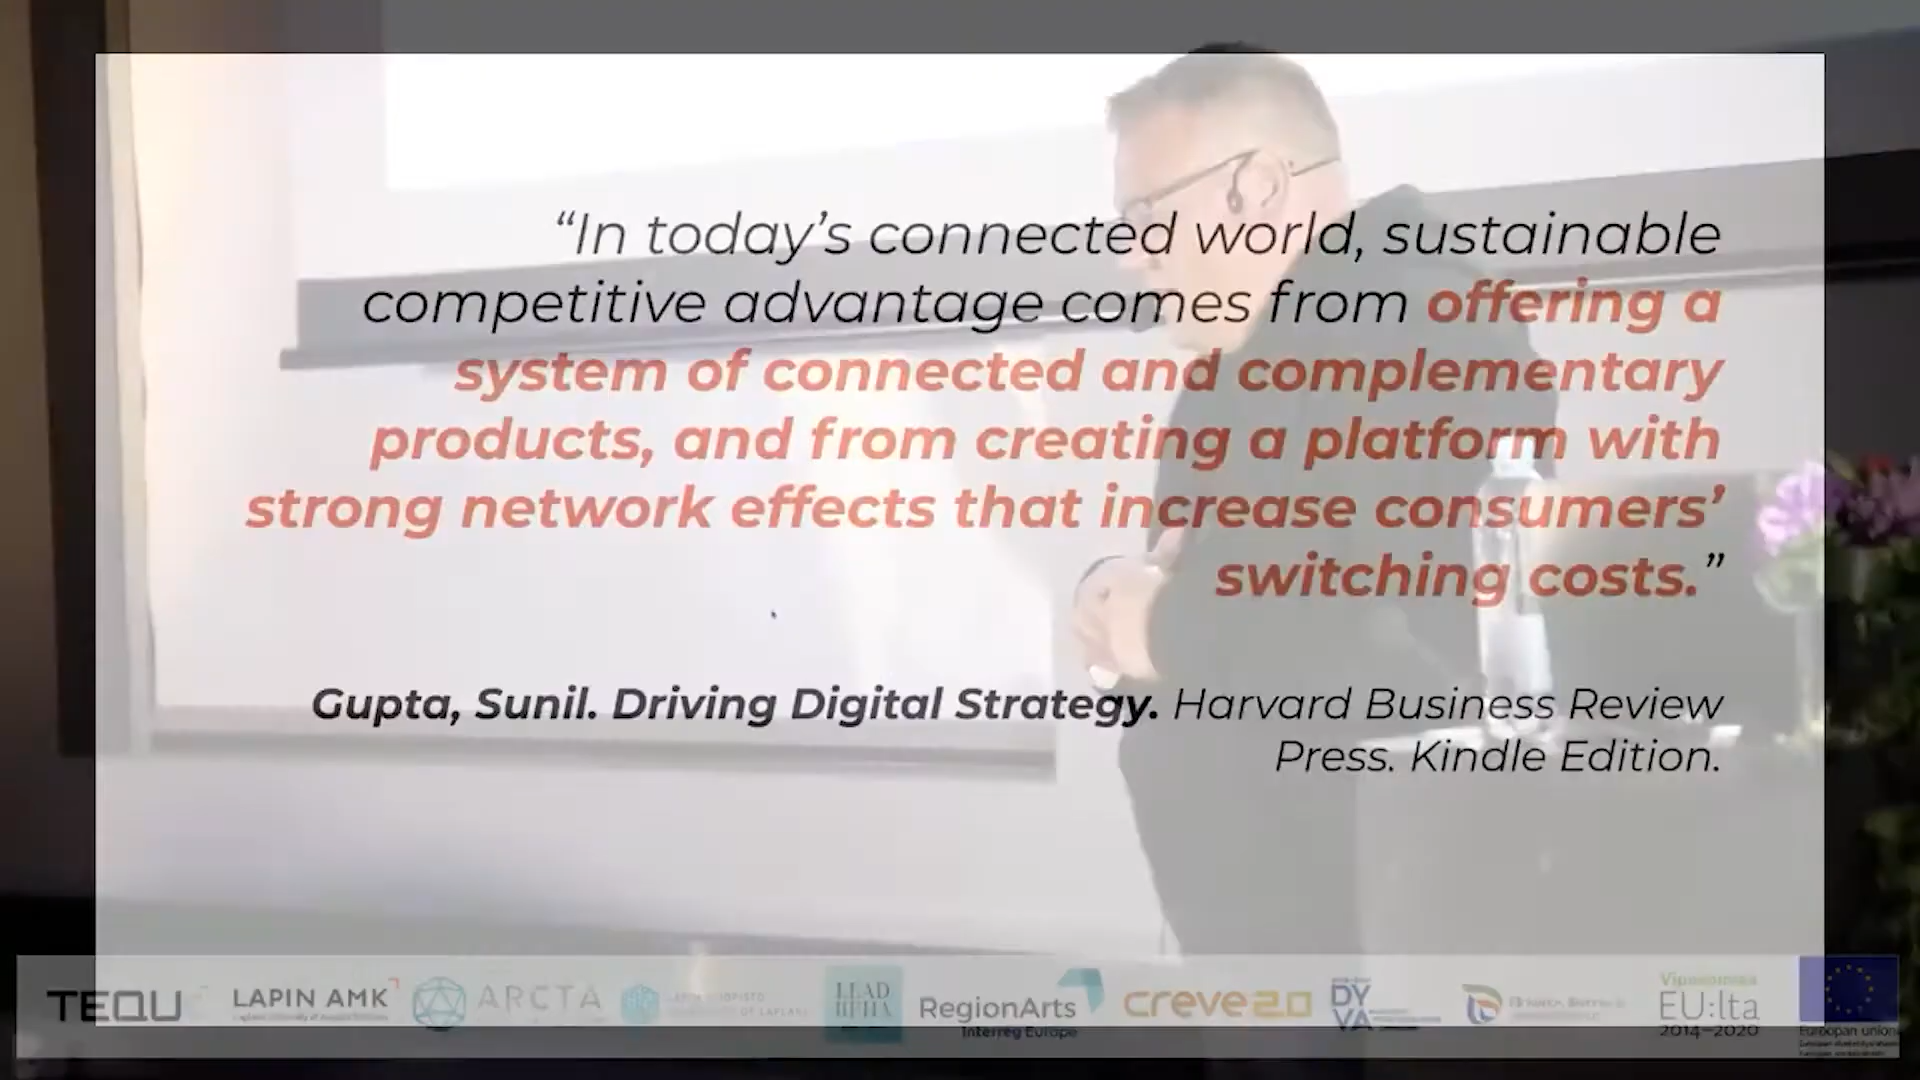 “In today’s connected world, sustainable
competitive advantage comes from offering a
system of connected and complementary
products, and from creating a platform with
strong network effects that increase consumers’
switching costs.”
Gupta, Sunil. Driving Digital Strategy. Harvard Business Review
Press. Kindle Edition.
TEQU
LAPIN AMK
ARCTA
RegionArts
Interreg Europe
creve2.0
DY
VA
EU:lta
2014–2020